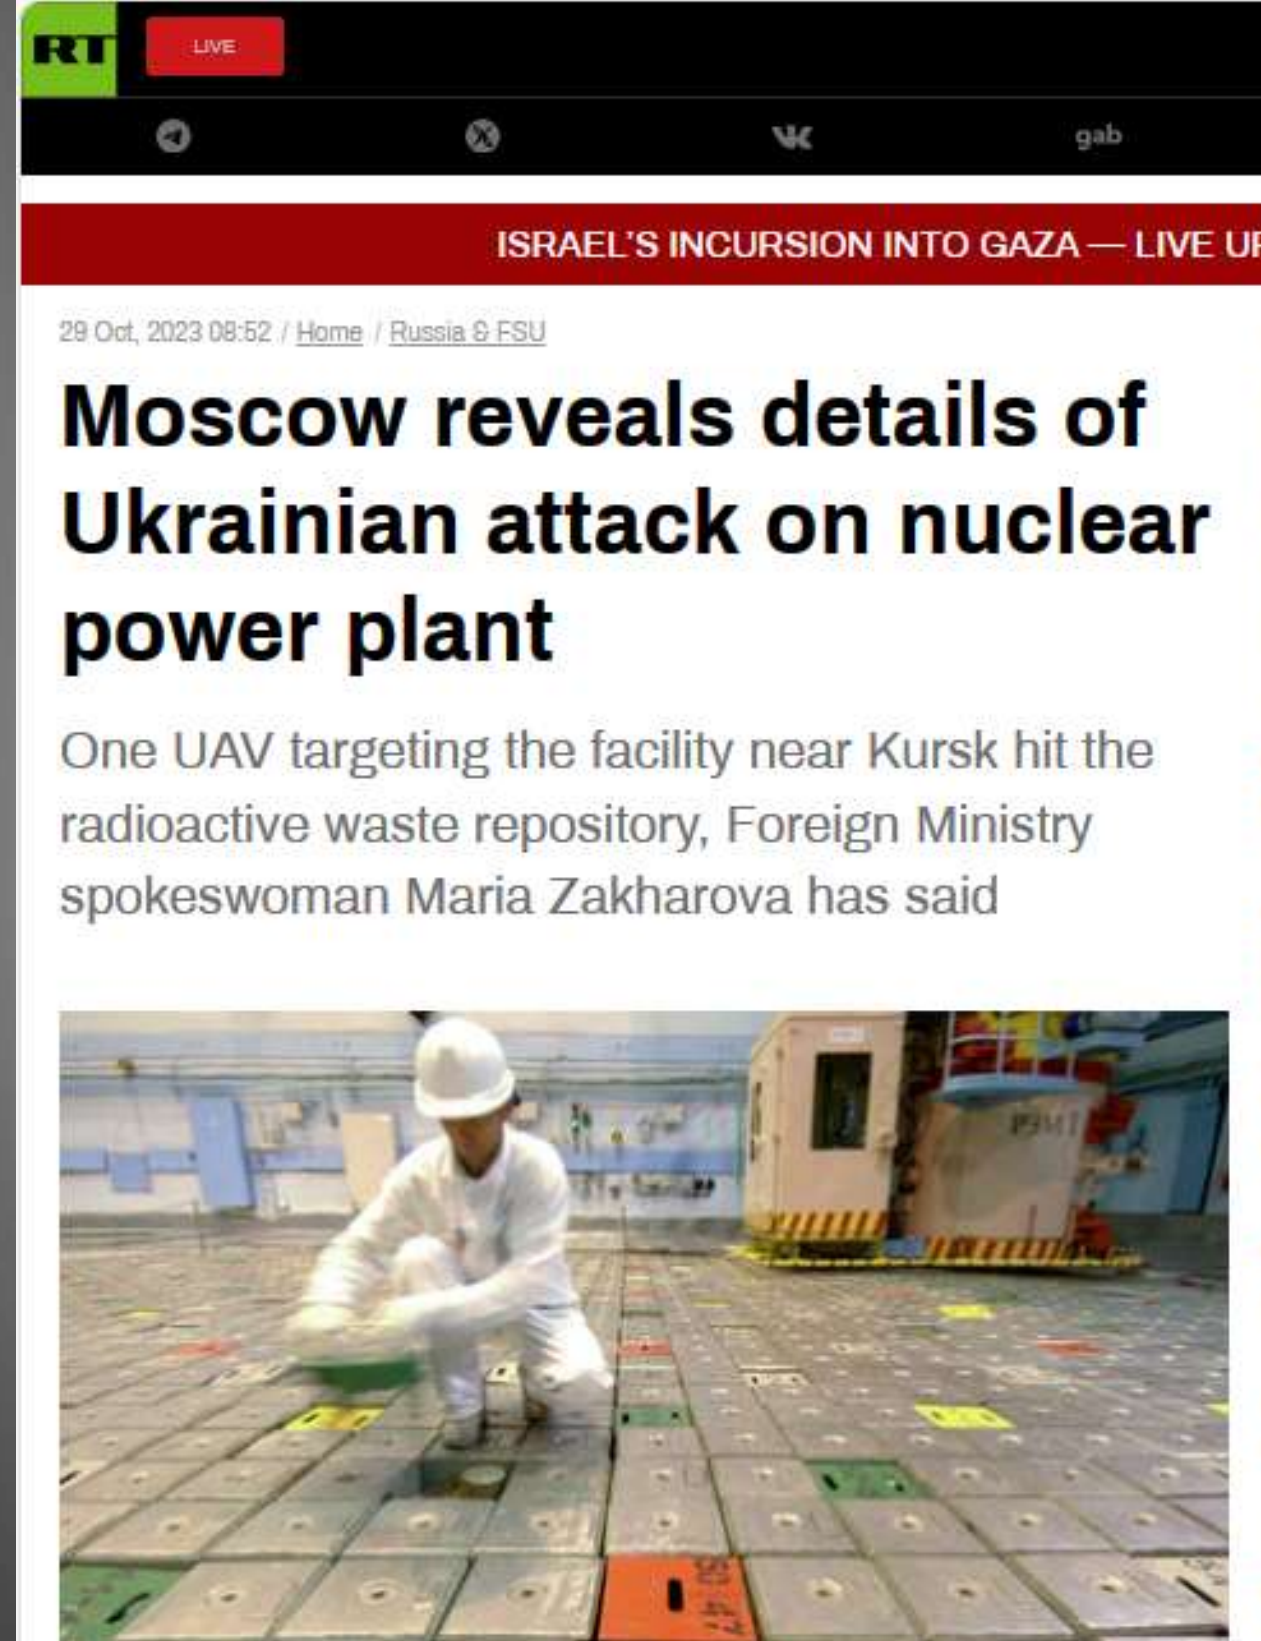 RT
LIVE
gab
ISRAEL'S INCURSION INTO GAZA — LIVE
29 Oct, 2023 08:52 / Home / Russia & FSU
Moscow reveals details of
Ukrainian attack on nuclear
power plant
One UAV targeting the facility near Kursk hit the
radioactive waste repository, Foreign Ministry
spokeswoman Maria Zakharova has said